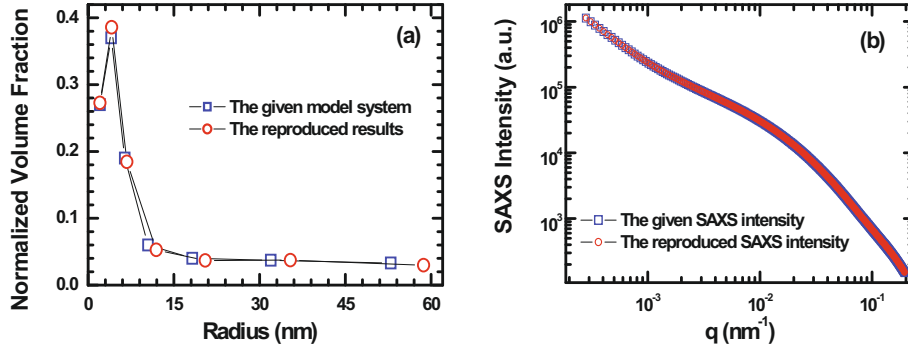 (a)
Normalized Volume Fraction
0.4
0.3
0.2
0.1
0.0
The given model system
The reproduced results
0 15 30 45 60
Radius (nm)
(b)
SAXS Intensity (a.u.)
10⁶
10⁵
10⁴
10³
The given SAXS intensity
The reproduced SAXS intensity
10⁻³ 10⁻² 10⁻¹
q (nm⁻¹)